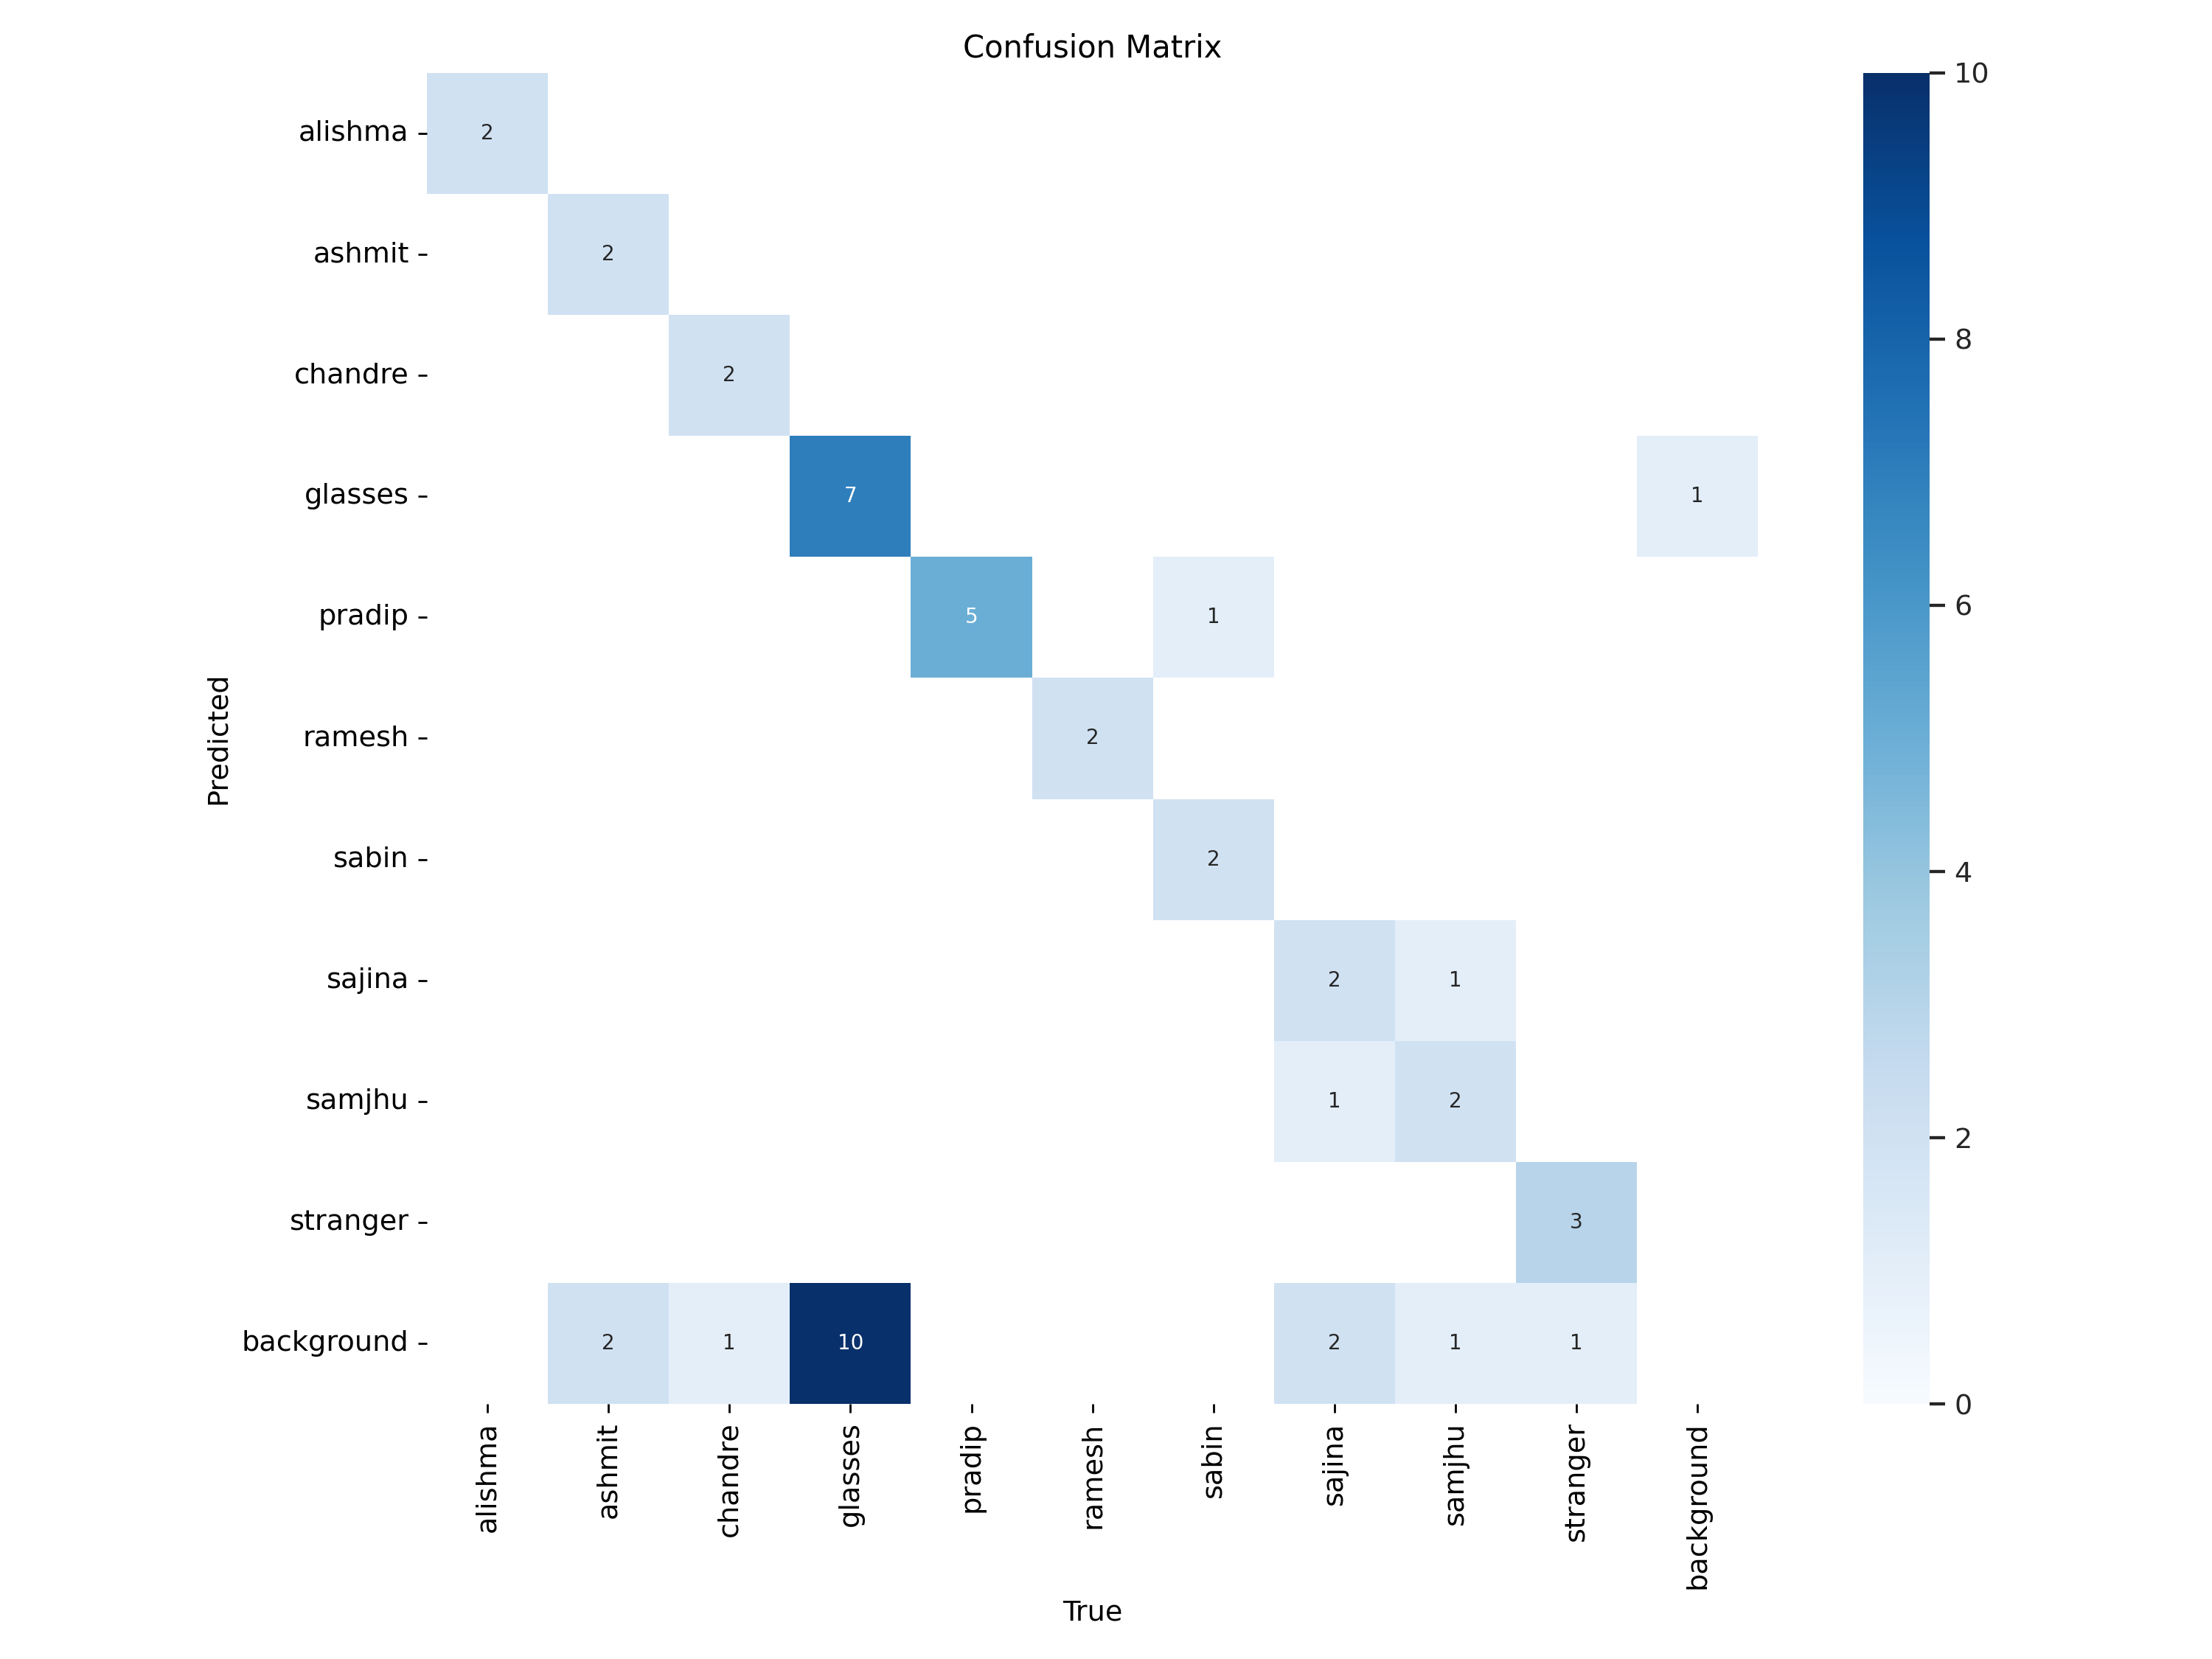 Confusion Matrix
alishma 2
ashmit 2
chandre 2
glasses 7 1
pradip 5 1
ramesh 2
sabin 2
sajina 2 1
samjhu 1 2
stranger 3
background 2 1 10 2 1 1
Predicted
alishma ashmit chandre glasses pradip ramesh sabin sajina samjhu stranger background
True
10
8
6
4
2
0